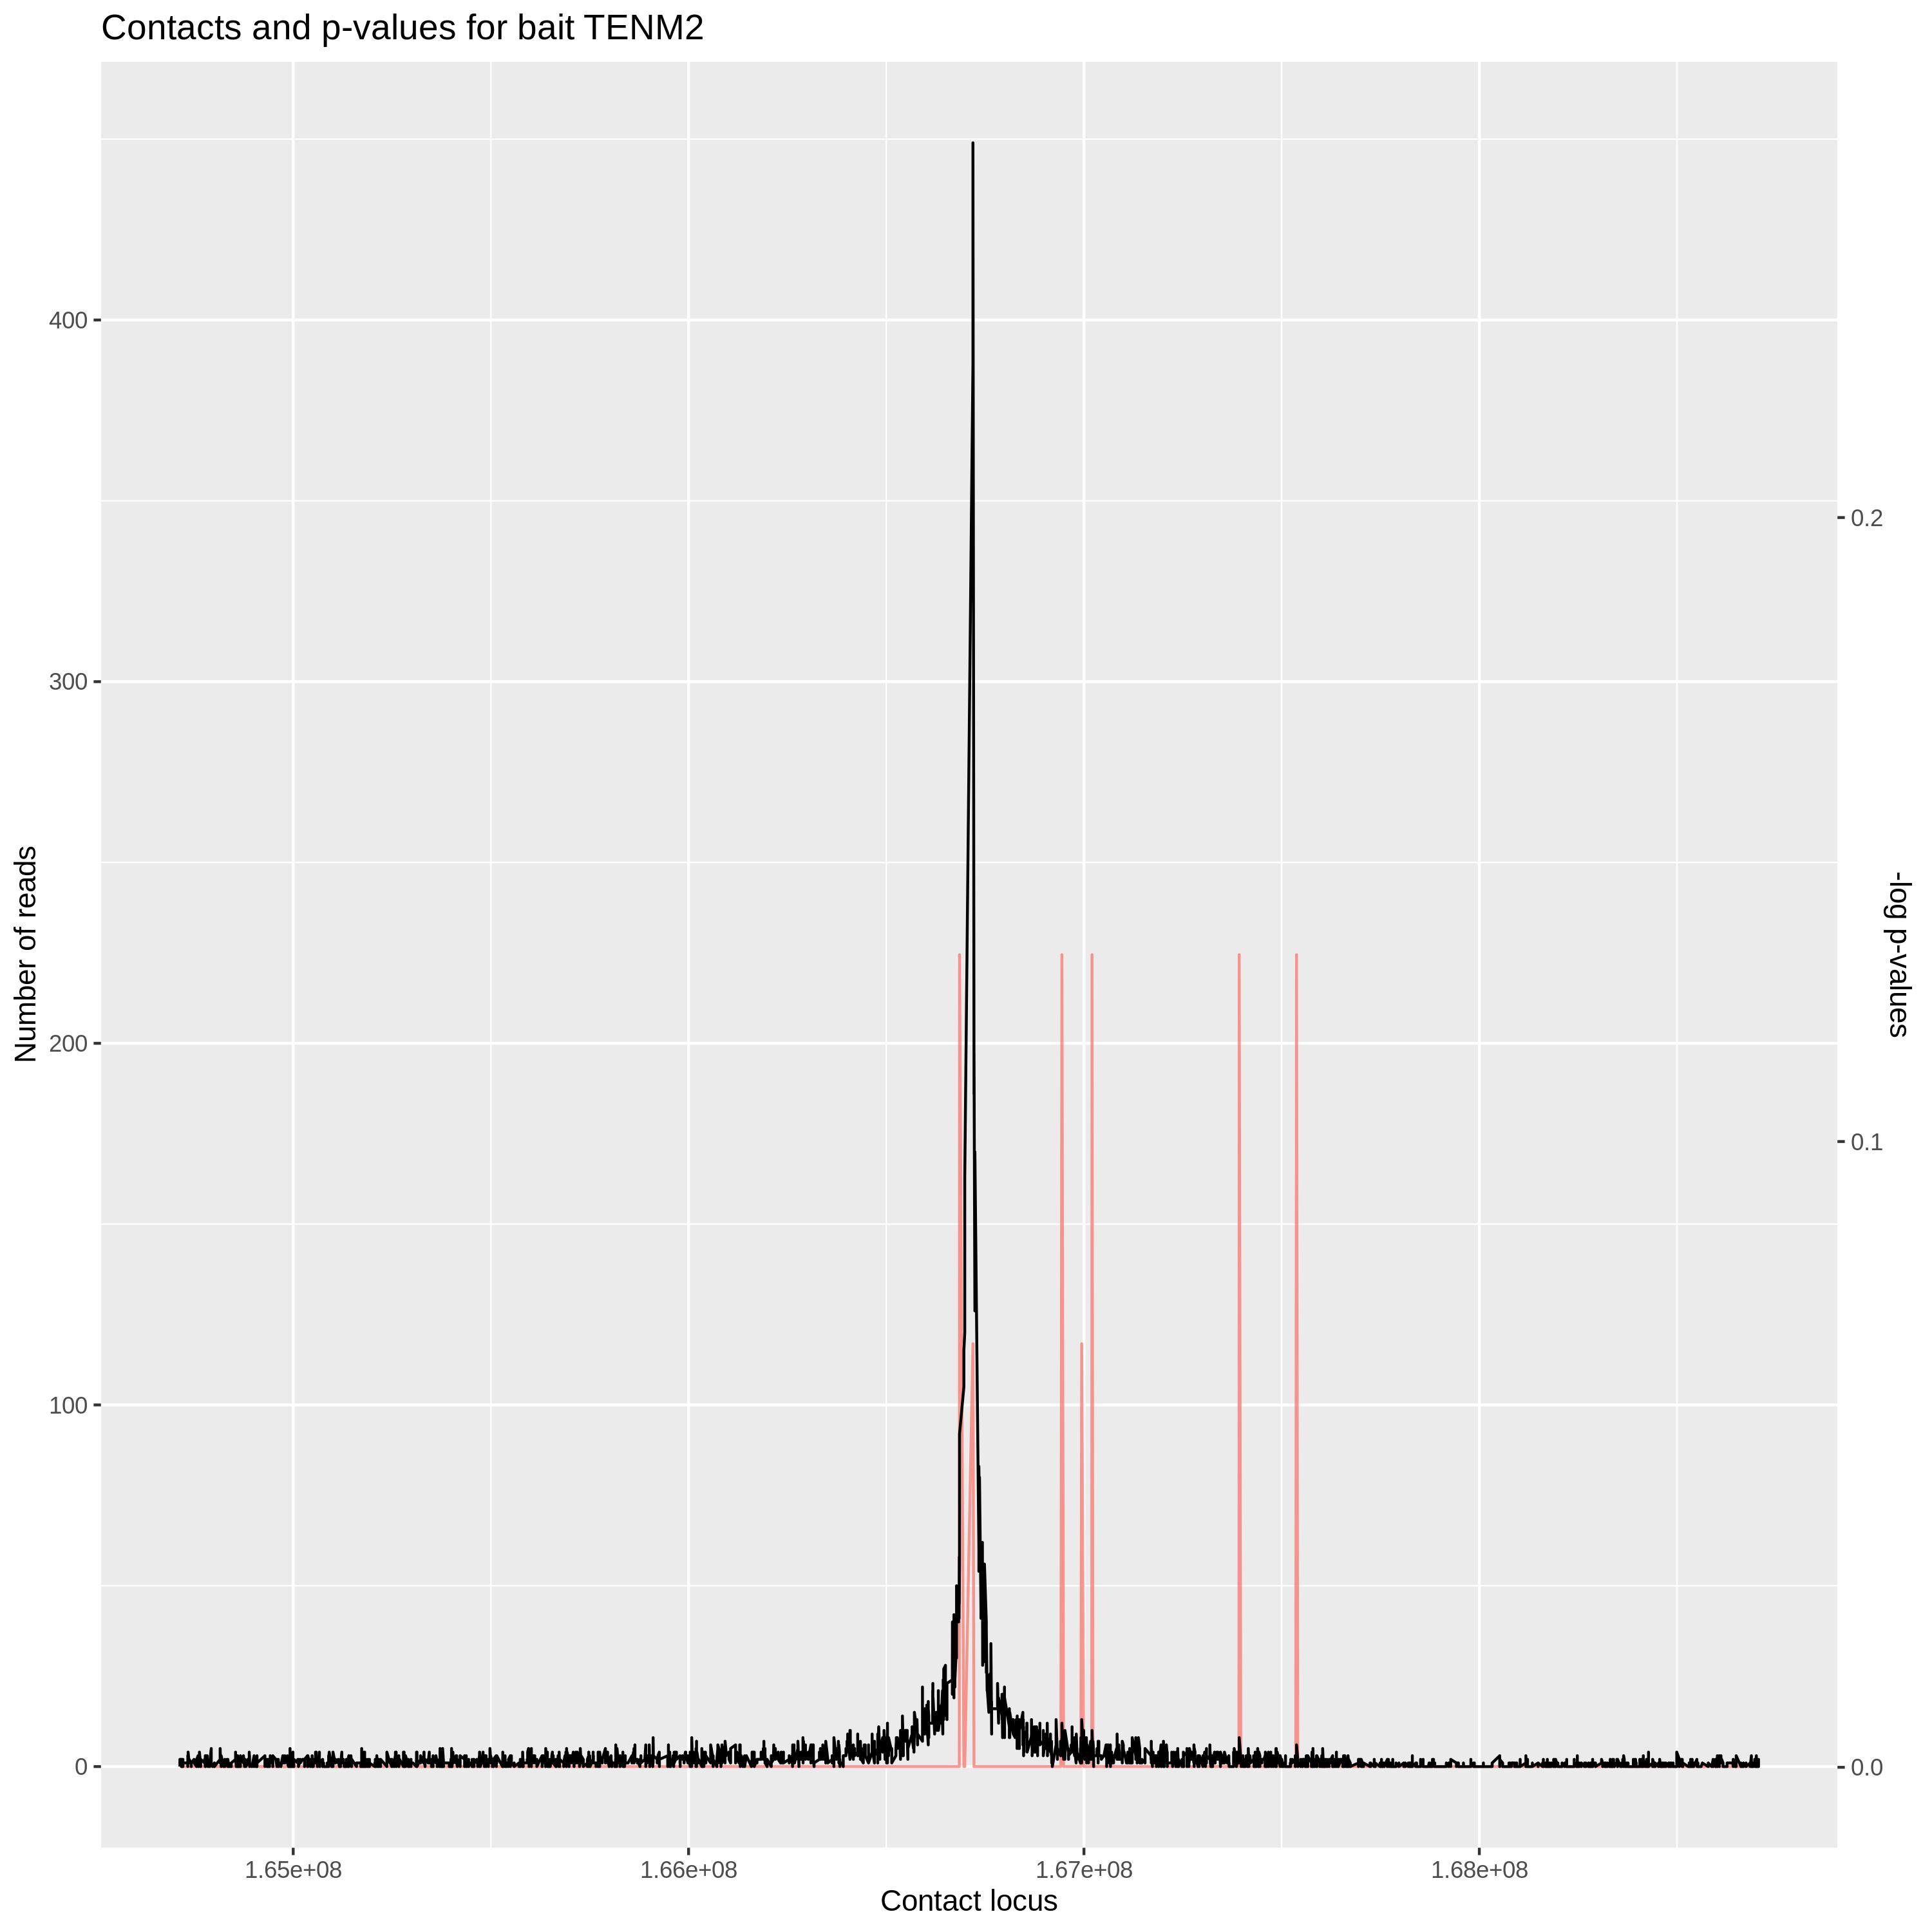 Contacts and p-values for bait TENM2
Number of reads
400
300
200
100
0
0.2
0.1
0.0
-log p-values
1.65e+08
1.66e+08
1.67e+08
1.68e+08
Contact locus